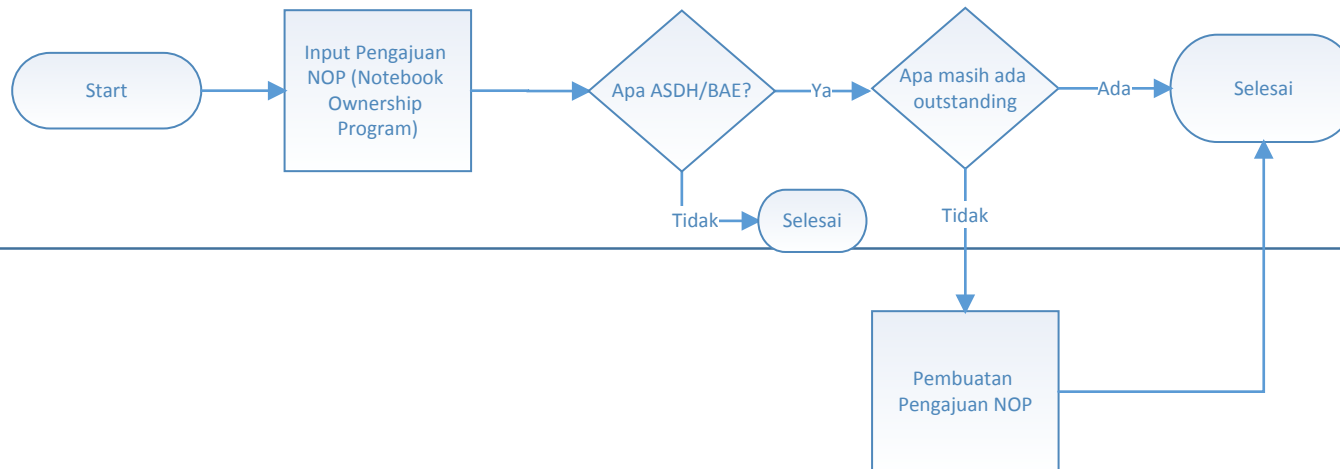 Start
Input Pengajuan
NOP (Notebook
Ownership
Program)
Apa ASDH/BAE?
Ya
Apa masih ada
outstanding
Ada
Selesai
Tidak
Selesai
Tidak
Pembuatan
Pengajuan NOP